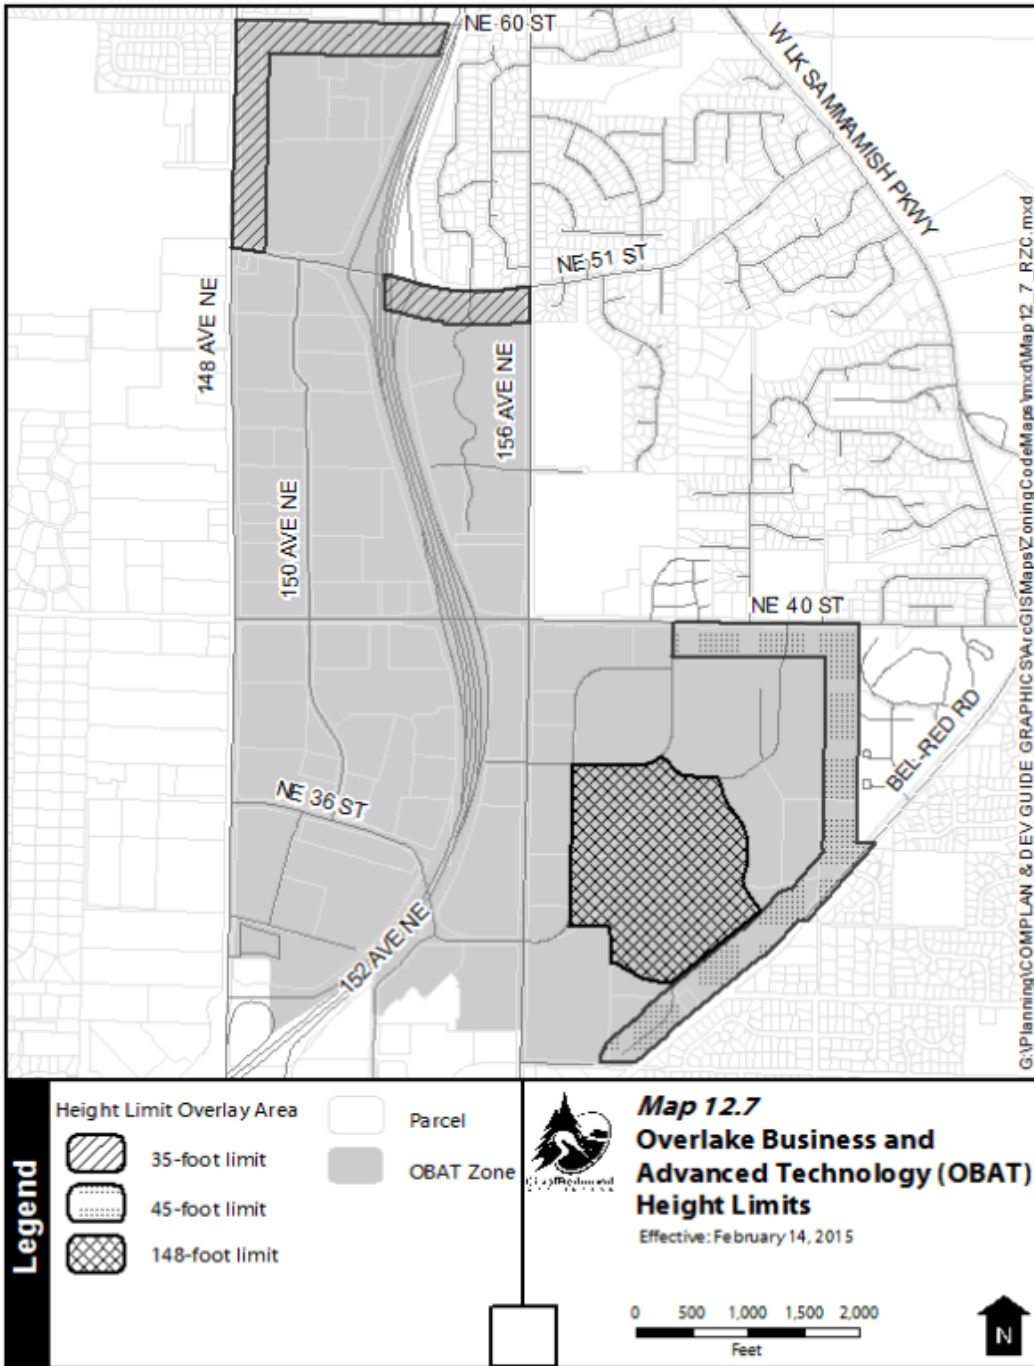 NE 60 ST
W LK SAMMAMISH PKWY
NE 51 ST
148 AVE NE
156 AVE NE
150 AVE NE
NE 40 ST
BEL-RED RD
NE 36 ST
152 AVE NE
G:\Planning\COMPLAN & DEV GUIDE GRAPHICS\ArcGISMaps\ZoningCodeMaps\mxd\Map 12_7_RZC.mxd
Legend
Height Limit Overlay Area
35-foot limit
45-foot limit
148-foot limit
Parcel
OBAT Zone
Map 12.7
Overlake Business and
Advanced Technology (OBAT)
Height Limits
Effective: February 14, 2015
0 500 1,000 1,500 2,000
Feet
N